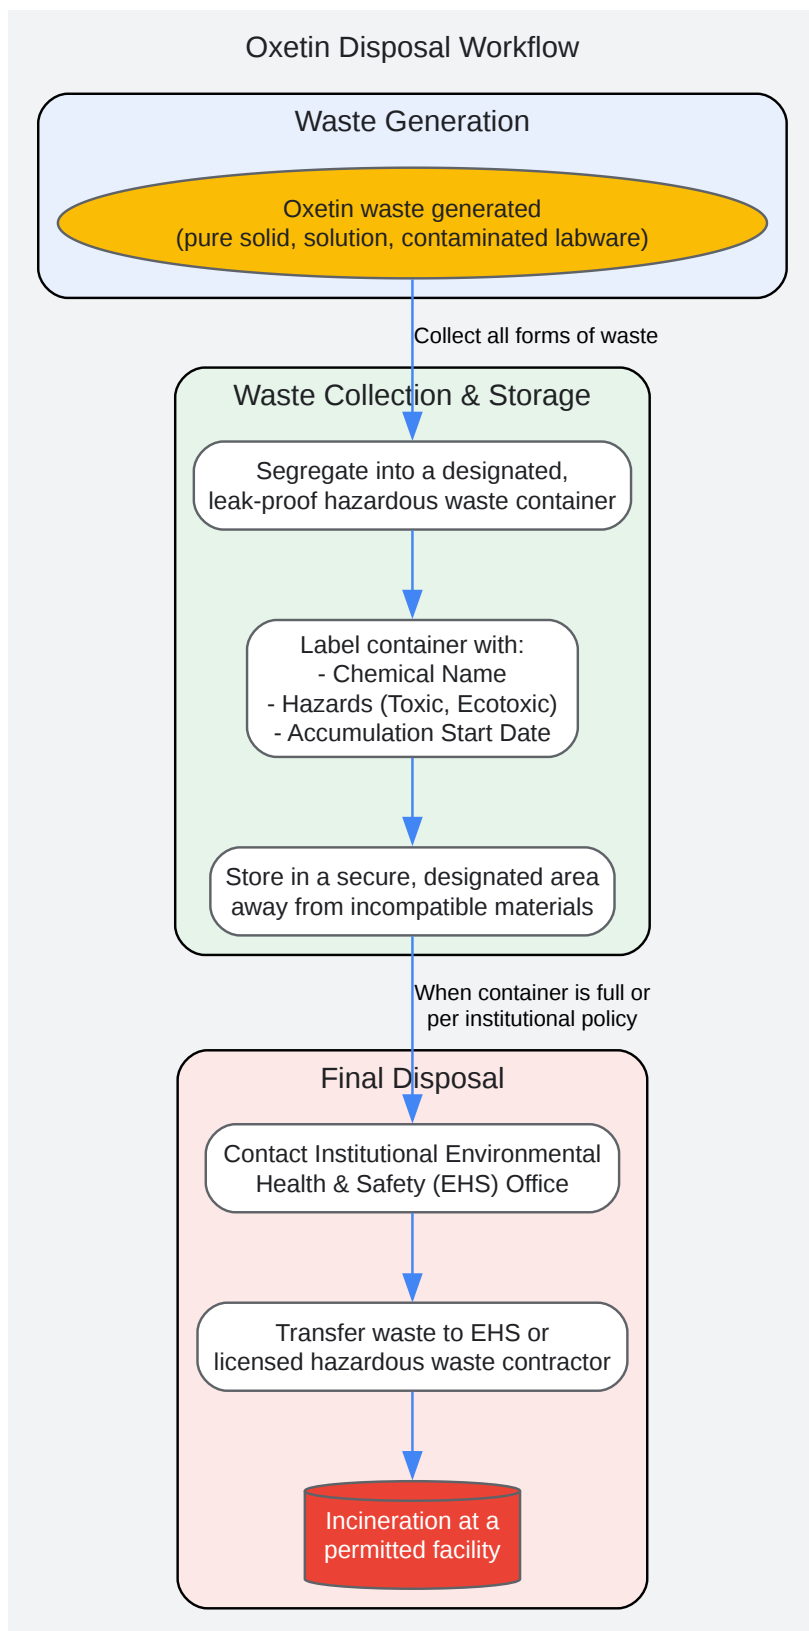 Oxetin Disposal Workflow
Waste Generation
Oxetin waste generated
(pure solid, solution, contaminated labware)
Collect all forms of waste
Waste Collection & Storage
Segregate into a designated,
leak-proof hazardous waste container
Label container with:
- Chemical Name
- Hazards (Toxic, Ecotoxic)
- Accumulation Start Date
Store in a secure, designated area
away from incompatible materials
When container is full or
per institutional policy
Final Disposal
Contact Institutional Environmental
Health & Safety (EHS) Office
Transfer waste to EHS or
licensed hazardous waste contractor
Incineration at a
permitted facility